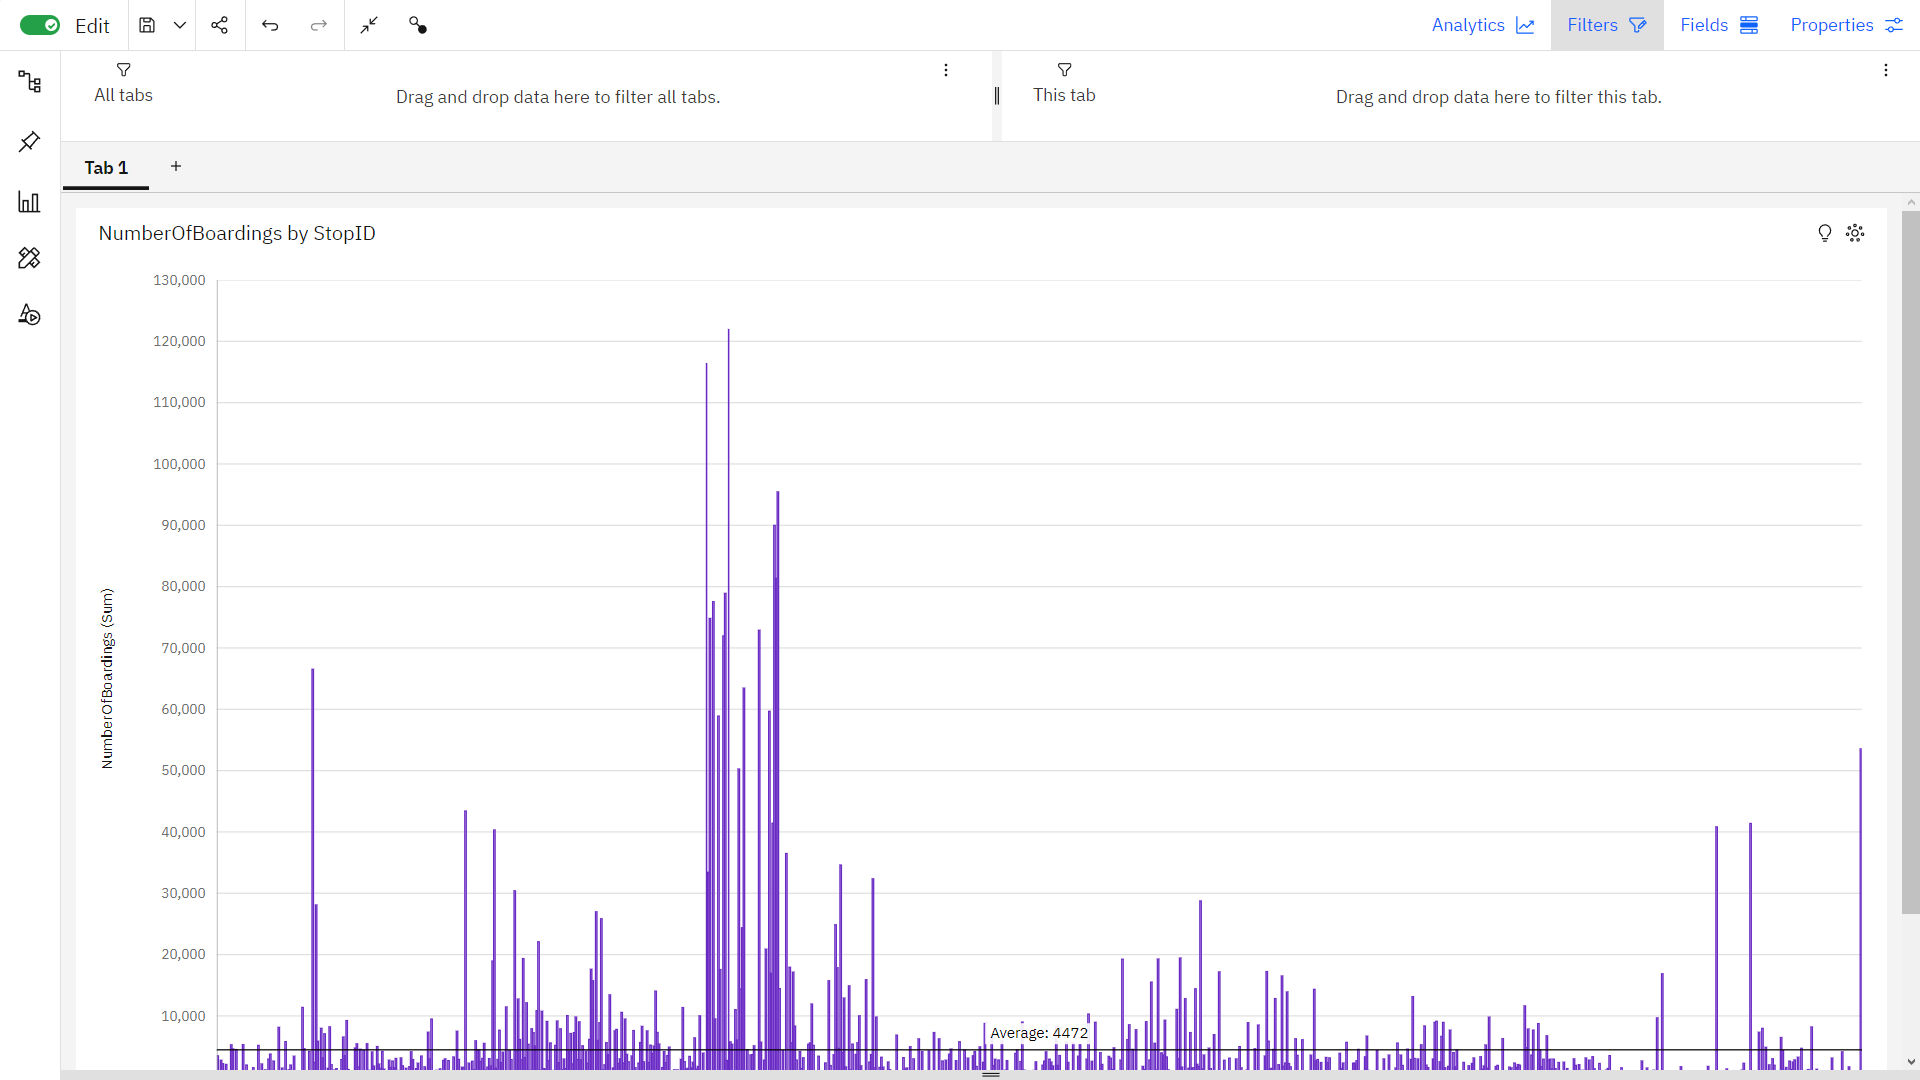 Edit
Analytics
Filters
Fields
Properties
All tabs
Drag and drop data here to filter all tabs.
This tab
Drag and drop data here to filter this tab.
Tab 1
NumberOfBoardings by StopID
130,000
120,000
110,000
100,000
90,000
80,000
70,000
60,000
50,000
40,000
30,000
20,000
10,000
NumberOfBoardings (Sum)
Average: 4472